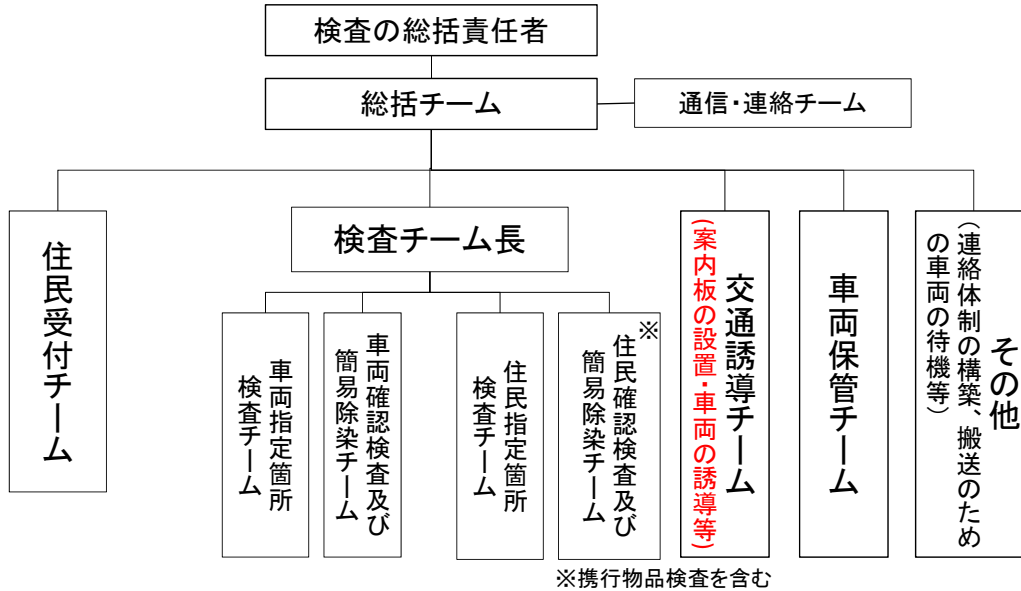 検査の総括責任者
総括チーム
通信・連絡チーム
住民受付チーム
検査チーム長
車両指定箇所
検査チーム
車両確認検査及び
簡易除染チーム
住民指定箇所
検査チーム
住民確認検査及び
簡易除染チーム
※
交通誘導チーム
(案内板の設置・車両の誘導等)
車両保管チーム
その他
(連絡体制の構築、搬送のため
の車両の待機等)
※携行物品検査を含む